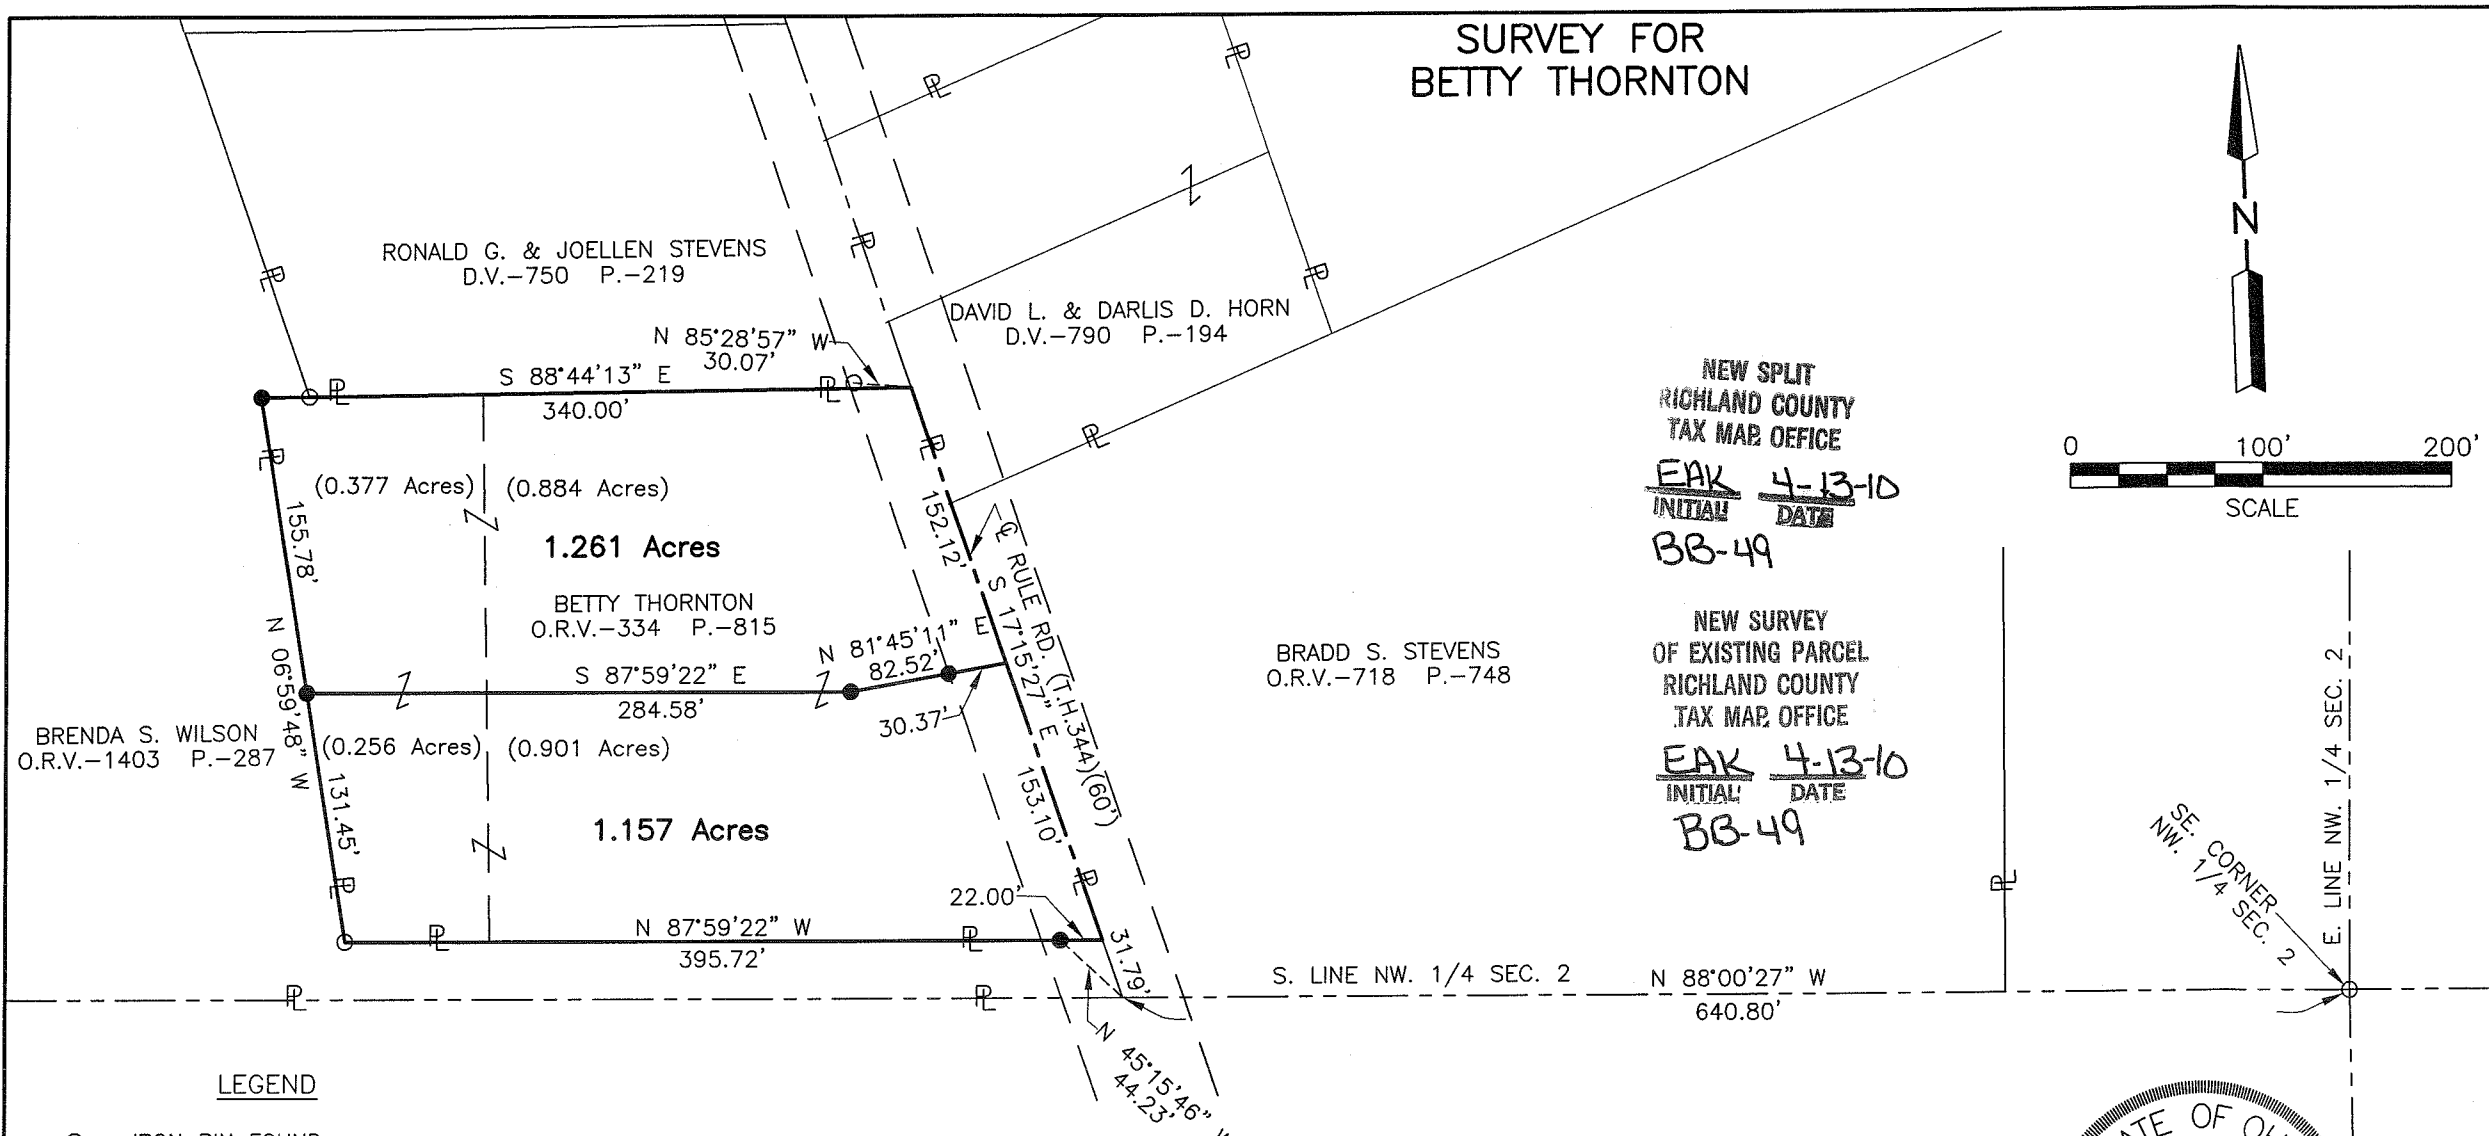 SURVEY FOR
BETTY THORNTON
N
0 100' 200'
SCALE
RONALD G. & JOELLEN STEVENS
D.V.-750 P.-219
DAVID L. & DARLIS D. HORN
D.V.-790 P.-194
N 85°28'57" W
30.07'
S 88°44'13" E
340.00'
NEW SPLIT
RICHLAND COUNTY
TAX MAP OFFICE
EAK 4-13-10
INITIAL DATE
BB-49
(0.377 Acres) (0.884 Acres)
1.261 Acres
155.78'
152.12'
℄ RULE RD. (T.H.344)(60')
S 17°15'27" E
BETTY THORNTON
O.R.V.-334 P.-815
N 81°45'11" E
82.52'
S 87°59'22" E
284.58'
30.37'
N 06°59'48" W
BRADD S. STEVENS
O.R.V.-718 P.-748
NEW SURVEY
OF EXISTING PARCEL
RICHLAND COUNTY
TAX MAP OFFICE
EAK 4-13-10
INITIAL DATE
BB-49
BRENDA S. WILSON
O.R.V.-1403 P.-287
(0.256 Acres) (0.901 Acres)
1.157 Acres
131.45'
153.10'
22.00'
N 87°59'22" W
395.72'
31.79'
E. LINE NW. 1/4 SEC. 2
SE. CORNER
NW. 1/4 SEC. 2
S. LINE NW. 1/4 SEC. 2 N 88°00'27" W
640.80'
N 45°15'46"
44.23'
LEGEND
IRON PIN FOUND
OF